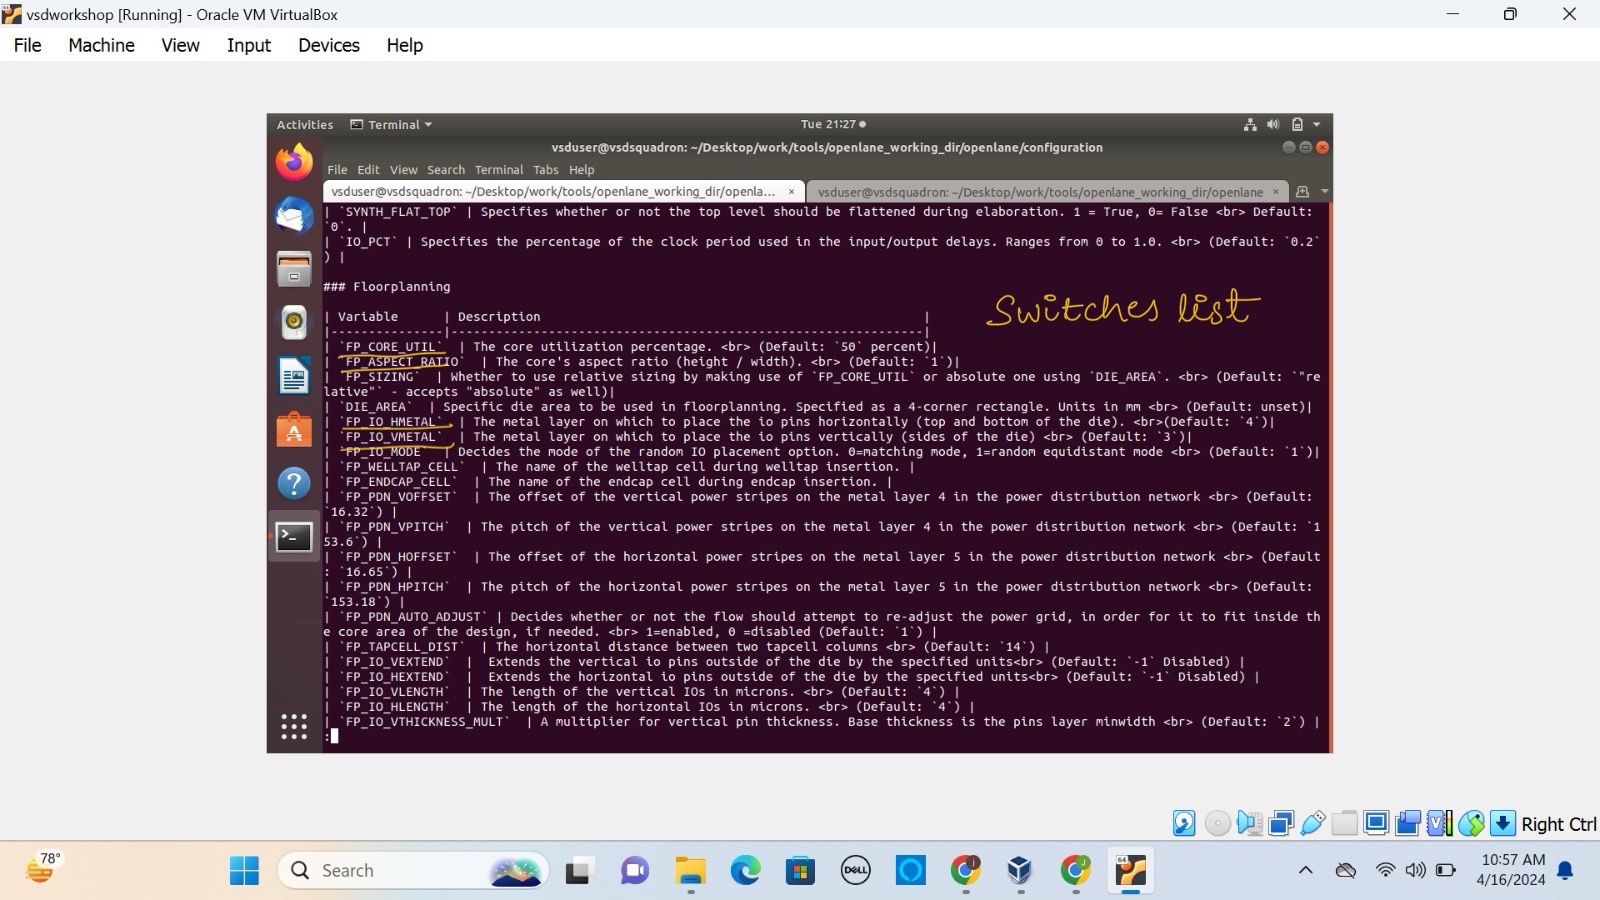 vsdworkshop [Running] - Oracle VM VirtualBox
File Machine View Input Devices Help
Activities Terminal Tue 21:27
vsduser@vsdsquadron: ~/Desktop/work/tools/openlane_working_dir/openlane/configuration
File Edit View Search Terminal Tabs Help
vsduser@vsdsquadron: ~/Desktop/work/tools/openlane_working_dir/openla... × vsduser@vsdsquadron: ~/Desktop/work/tools/openlane_working_dir/openlane ×
| `SYNTH_FLAT_TOP` | Specifies whether or not the top level should be flattened during elaboration. 1 = True, 0= False <br> Default:
`0`. |
| `IO_PCT` | Specifies the percentage of the clock period used in the input/output delays. Ranges from 0 to 1.0. <br> (Default: `0.2`
) |
### Floorplanning
Switches list
| Variable | Description |
|---------------|---------------------------------------------------------------|
| `FP_CORE_UTIL` | The core utilization percentage. <br> (Default: `50` percent)|
| `FP_ASPECT_RATIO` | The core's aspect ratio (height / width). <br> (Default: `1`)|
| `FP_SIZING` | Whether to use relative sizing by making use of `FP_CORE_UTIL` or absolute one using `DIE_AREA`. <br> (Default: `"re
lative"` - accepts "absolute" as well)|
| `DIE_AREA` | Specific die area to be used in floorplanning. Specified as a 4-corner rectangle. Units in mm <br> (Default: unset)|
| `FP_IO_HMETAL` | The metal layer on which to place the io pins horizontally (top and bottom of the die). <br>(Default: `4`)|
| `FP_IO_VMETAL` | The metal layer on which to place the io pins vertically (sides of the die) <br> (Default: `3`)|
| `FP_IO_MODE` | Decides the mode of the random IO placement option. 0=matching mode, 1=random equidistant mode <br> (Default: `1`)|
| `FP_WELLTAP_CELL` | The name of the welltap cell during welltap insertion. |
| `FP_ENDCAP_CELL` | The name of the endcap cell during endcap insertion. |
| `FP_PDN_VOFFSET` | The offset of the vertical power stripes on the metal layer 4 in the power distribution network <br> (Default:
`16.32`) |
| `FP_PDN_VPITCH` | The pitch of the vertical power stripes on the metal layer 4 in the power distribution network <br> (Default: `1
53.6`) |
| `FP_PDN_HOFFSET` | The offset of the horizontal power stripes on the metal layer 5 in the power distribution network <br> (Default
: `16.65`) |
| `FP_PDN_HPITCH` | The pitch of the horizontal power stripes on the metal layer 5 in the power distribution network <br> (Default:
`153.18`) |
| `FP_PDN_AUTO_ADJUST` | Decides whether or not the flow should attempt to re-adjust the power grid, in order for it to fit inside th
e core area of the design, if needed. <br> 1=enabled, 0 =disabled (Default: `1`) |
| `FP_TAPCELL_DIST` | The horizontal distance between two tapcell columns <br> (Default: `14`) |
| `FP_IO_VEXTEND` | Extends the vertical io pins outside of the die by the specified units<br> (Default: `-1` Disabled) |
| `FP_IO_HEXTEND` | Extends the horizontal io pins outside of the die by the specified units<br> (Default: `-1` Disabled) |
| `FP_IO_VLENGTH` | The length of the vertical IOs in microns. <br> (Default: `4`) |
| `FP_IO_HLENGTH` | The length of the horizontal IOs in microns. <br> (Default: `4`) |
| `FP_IO_VTHICKNESS_MULT` | A multiplier for vertical pin thickness. Base thickness is the pins layer minwidth <br> (Default: `2`) |
:
Right Ctrl
78°
Search
DELL
64
10:57 AM
4/16/2024